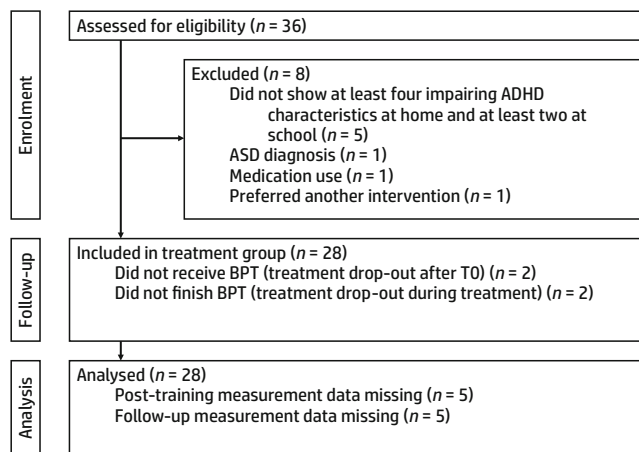 Enrolment
Assessed for eligibility (n = 36)
Excluded (n = 8)
Did not show at least four impairing ADHD
characteristics at home and at least two at
school (n = 5)
ASD diagnosis (n = 1)
Medication use (n = 1)
Preferred another intervention (n = 1)
Follow-up
Included in treatment group (n = 28)
Did not receive BPT (treatment drop-out after T0) (n = 2)
Did not finish BPT (treatment drop-out during treatment) (n = 2)
Analysis
Analysed (n = 28)
Post-training measurement data missing (n = 5)
Follow-up measurement data missing (n = 5)